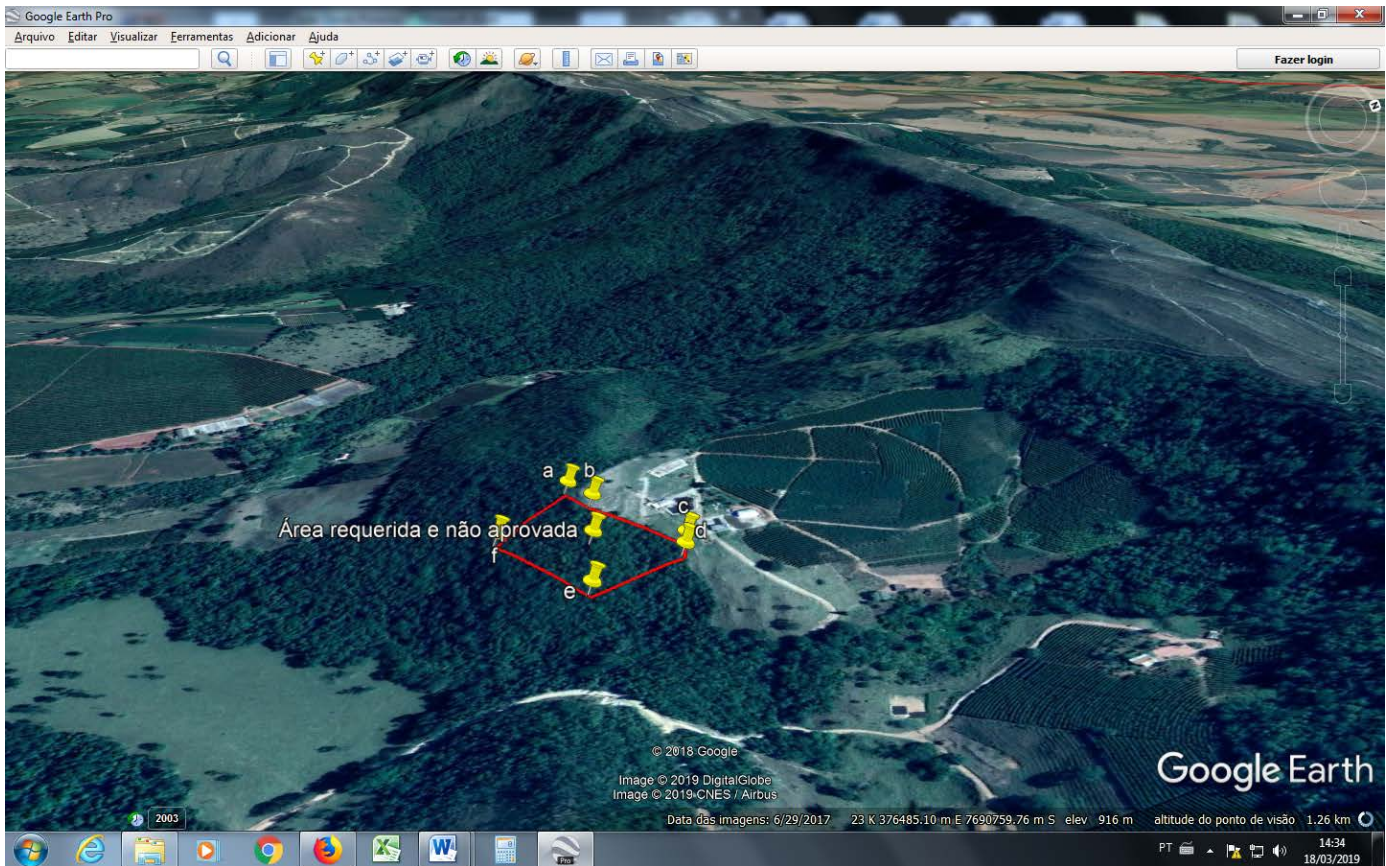 Google Earth Pro
Arquivo Editar Visualizar Ferramentas Adicionar Ajuda
Fazer login
N
a b
c
Área requerida e não aprovada d
f
e
© 2018 Google
Image © 2019 DigitalGlobe
Image © 2019 CNES / Airbus
Google Earth
2003
Data das imagens: 6/29/2017 23 K 376485.10 m E 7690759.76 m S elev 916 m altitude do ponto de visão 1.26 km
Pro
PT 14:34
18/03/2019